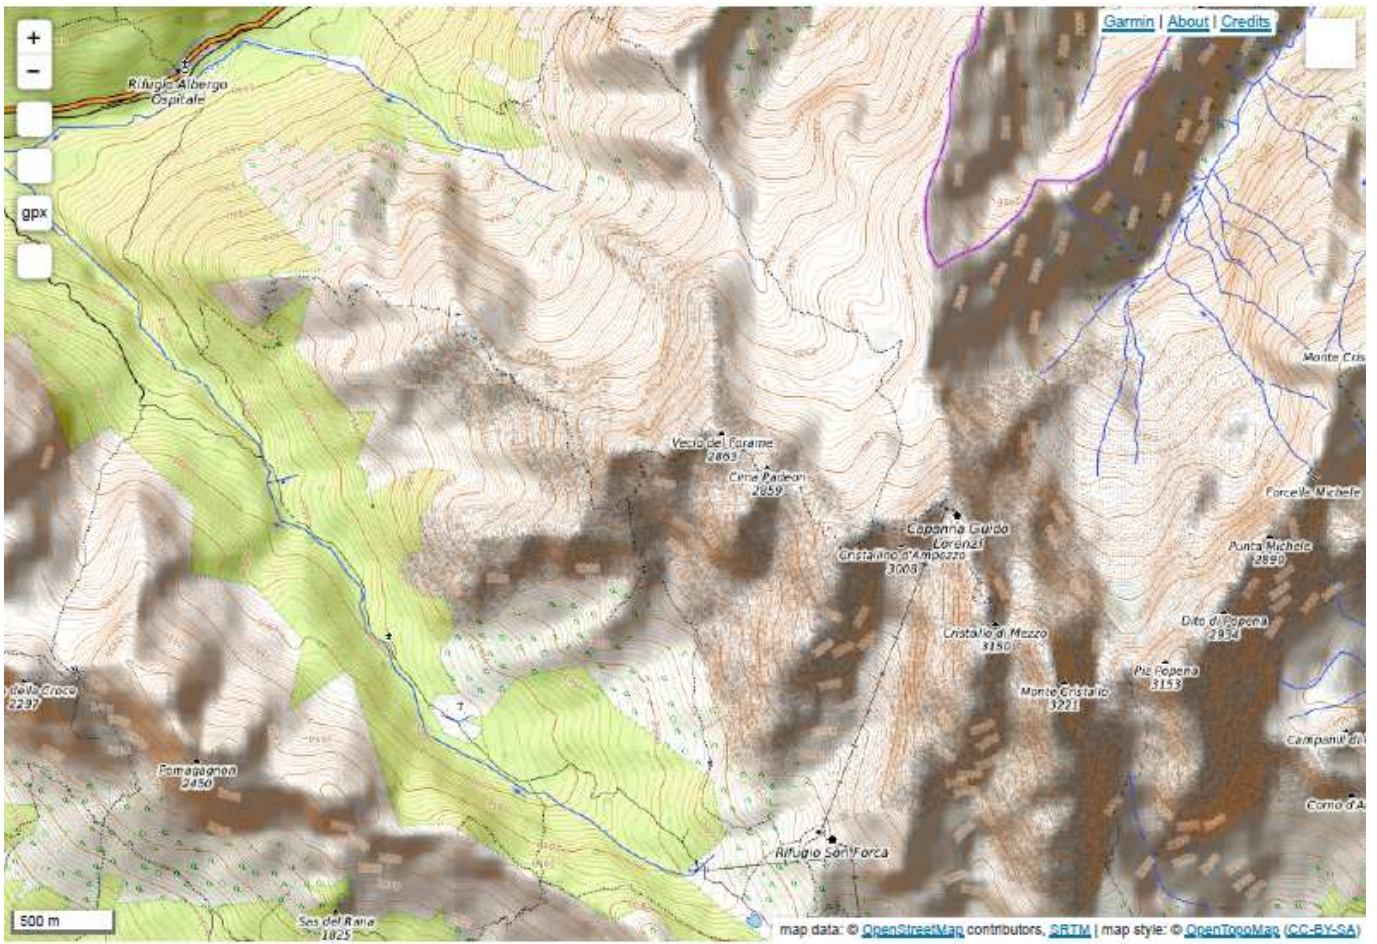 +
Garmin | About | Credits
−
Rifugio Albergo
Ospitale
gpx
Monte Cris
Vecio del Forame
2863
Cima Padeon
2859
Forcella Michele
Capanna Guido
Lorenzi
Cristallino d'Ampezzo
3008
Punta Michele
2890
Dito di Popena
2934
Cristallo di Mezzo
3150
Piz Popena
3153
della Croce
2297
Monte Cristallo
3221
Campanili di
Pomagagnon
2450
Corno d'A
Rifugio Son Forca
500 m
Sas del Rana
1825
map data: © OpenStreetMap contributors, SRTM | map style: © OpenTopoMap (CC-BY-SA)